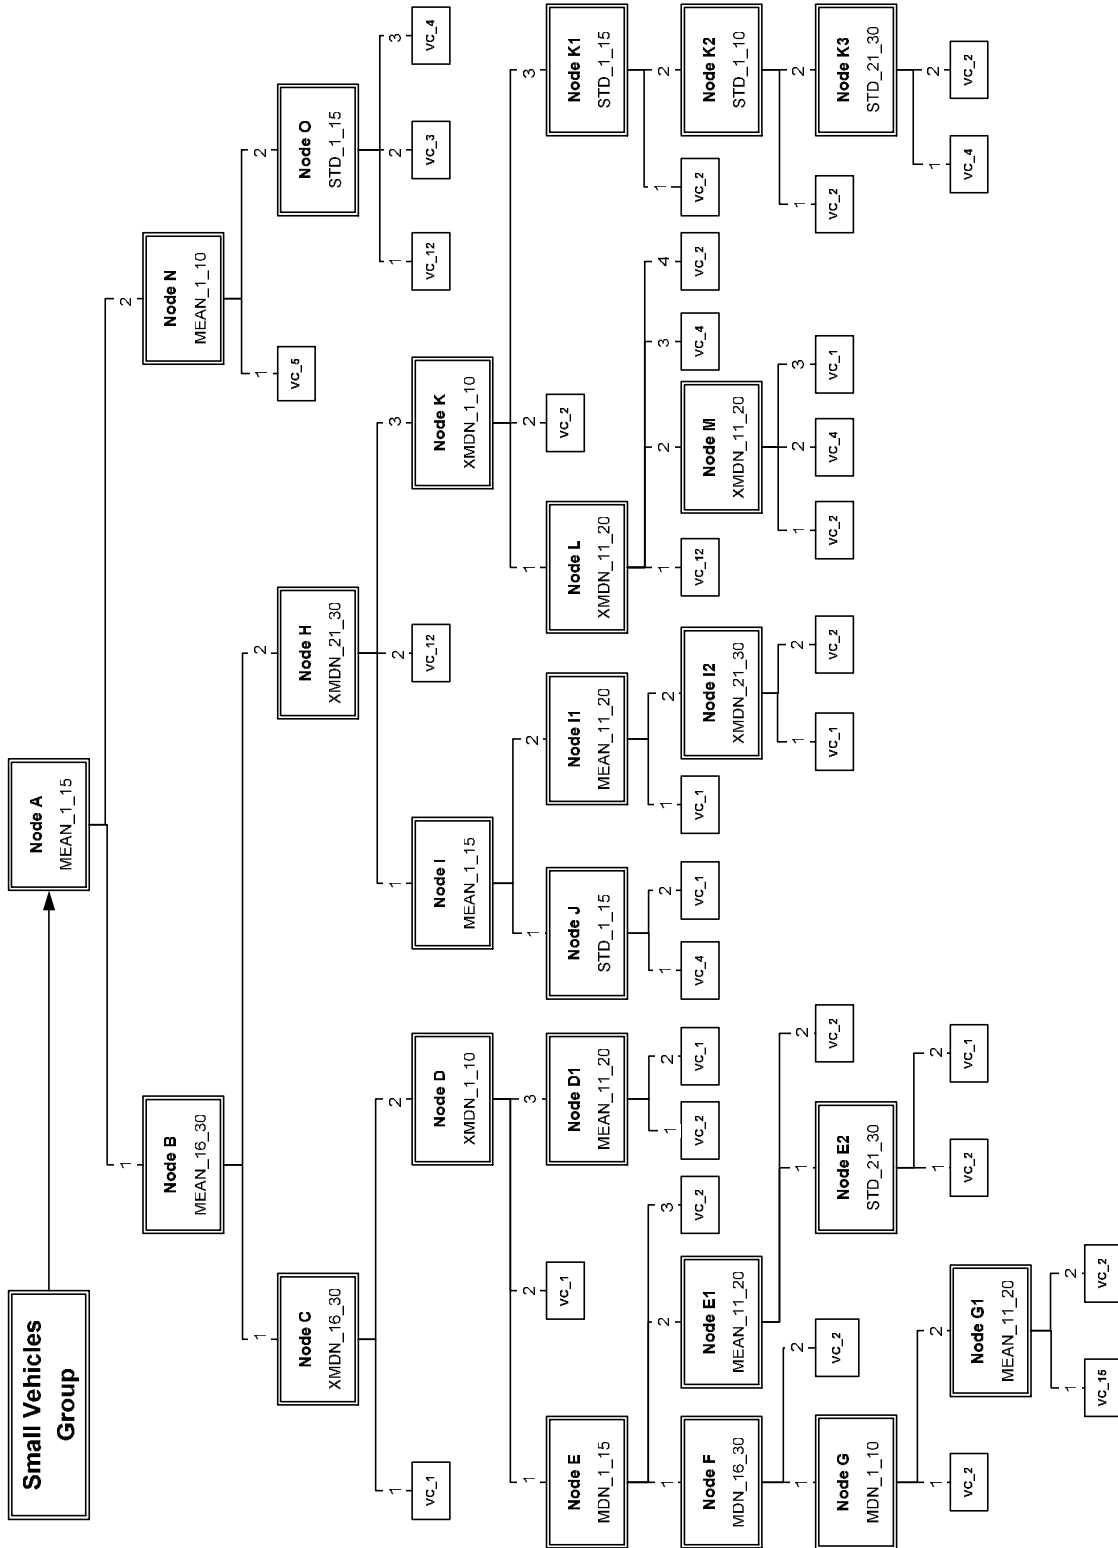 Small Vehicles
Group
Node A
MEAN_1_15
1
Node B
MEAN_16_30
2
Node N
MEAN_1_10
1
Node C
XMDN_16_30
2
Node H
XMDN_21_30
1
VC_5
2
Node O
STD_1_15
1
VC_1
2
Node D
XMDN_1_10
1
Node I
MEAN_1_15
2
VC_12
3
Node K
XMDN_1_10
1
VC_12
2
VC_3
3
VC_4
1
Node E
MDN_1_15
2
VC_1
3
Node D1
MEAN_11_20
1
Node J
STD_1_15
2
Node I1
MEAN_11_20
1
Node L
XMDN_11_20
2
VC_2
3
Node K1
STD_1_15
1
Node F
MDN_16_30
2
Node E1
MEAN_11_20
3
VC_2
1
VC_2
2
VC_1
1
VC_4
2
VC_1
1
VC_1
2
Node I2
XMDN_21_30
1
VC_12
2
Node M
XMDN_11_20
3
VC_4
4
VC_2
1
VC_2
2
Node K2
STD_1_10
1
Node G
MDN_1_10
2
VC_2
1
Node E2
STD_21_30
2
VC_2
1
VC_1
2
VC_2
1
VC_2
2
VC_4
3
VC_1
1
VC_2
2
Node K3
STD_21_30
1
VC_2
2
Node G1
MEAN_11_20
1
VC_2
2
VC_1
1
VC_4
2
VC_2
1
VC_15
2
VC_2